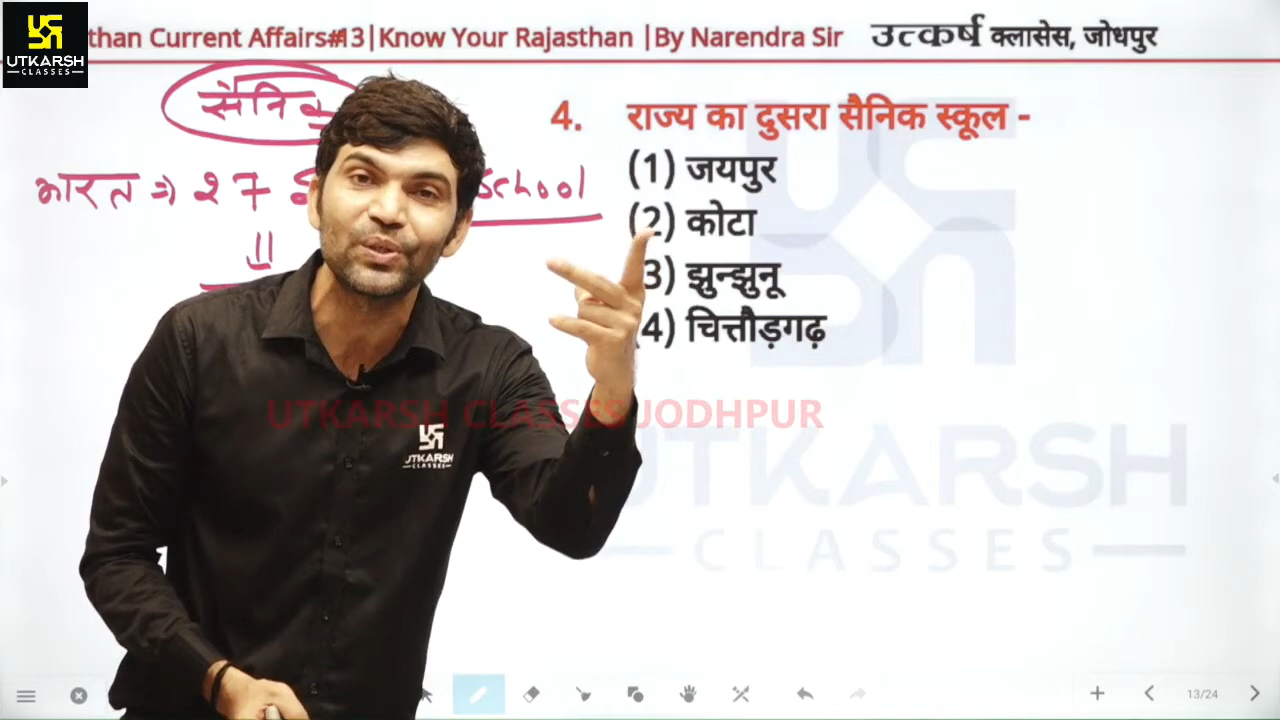 UTKARSH
CLASSES
than Current Affairs#13|Know Your Rajasthan |By Narendra Sir
उत्कर्ष क्लासेस, जोधपुर
सैनिक
भारत ⇒ 27
School
4. राज्य का दुसरा सैनिक स्कूल -
(1) जयपुर
(2) कोटा
3) झुन्झुनू
4) चित्तौड़गढ़
UTKARSH CLASSES JODHPUR
UTKARSH
CLASSES
UTKARSH
CLASSES
13/24